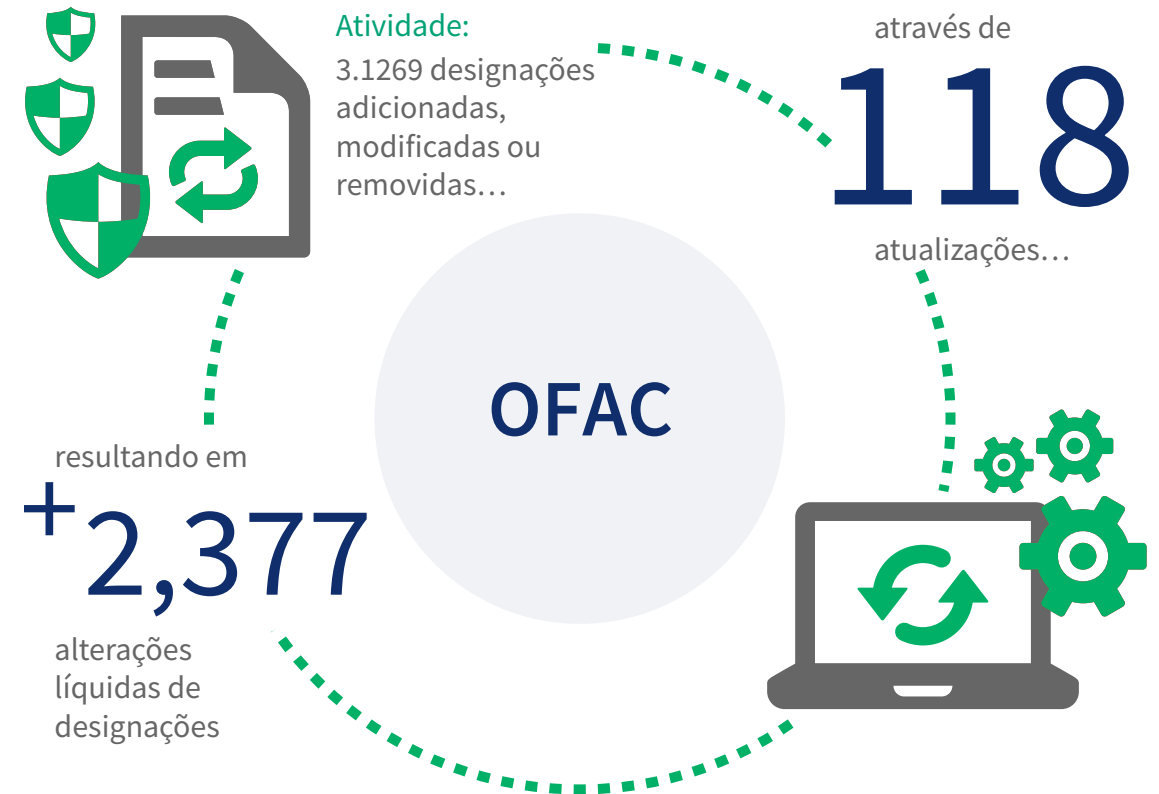 Atividade:
3.1269 designações
adicionadas,
modificadas ou
removidas…
através de
118
atualizações…
OFAC
resultando em
+2,377
alterações
líquidas de
designações